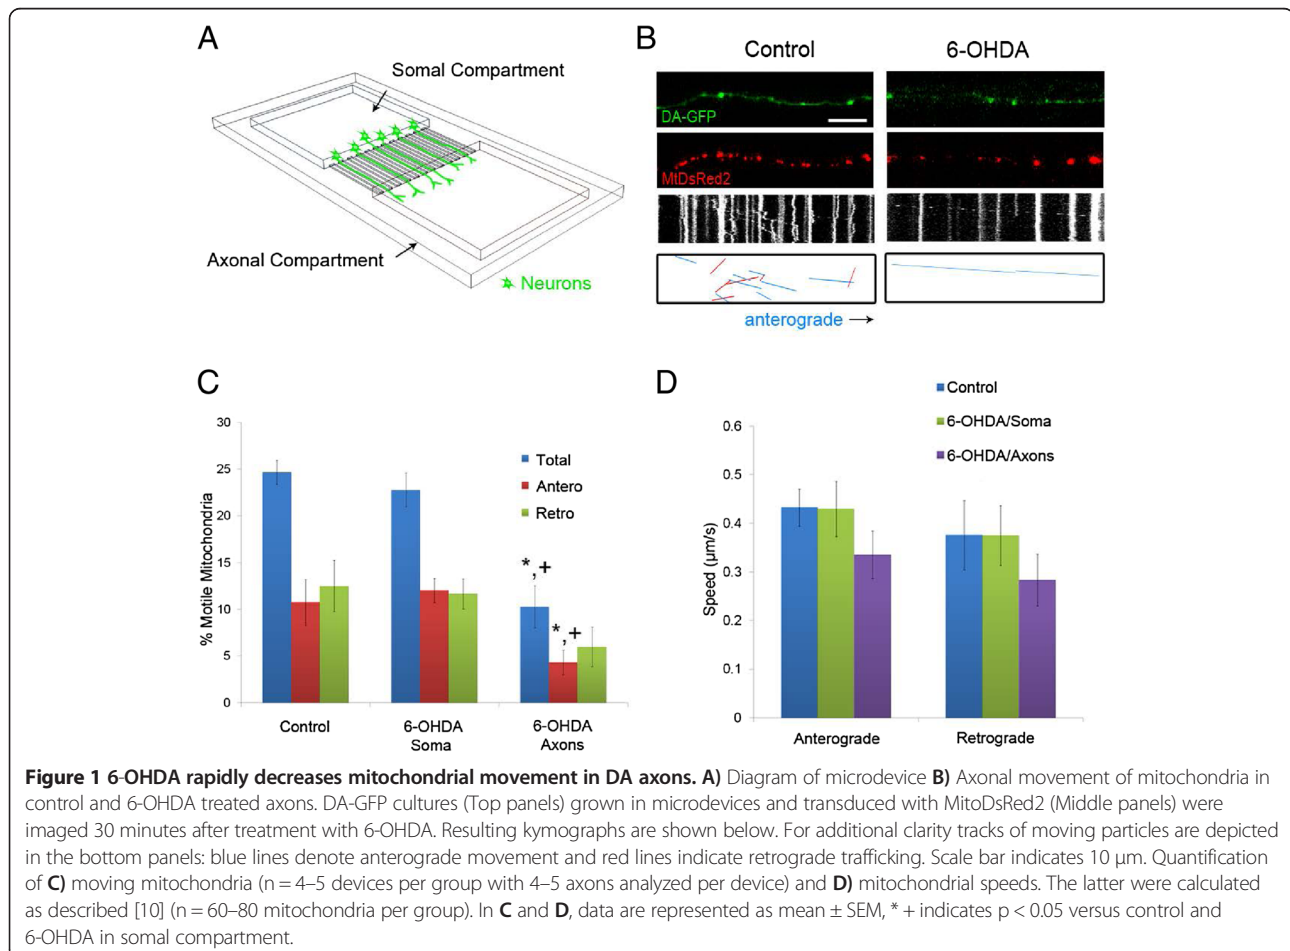 A
Somal Compartment
Axonal Compartment
Neurons
B
Control
6-OHDA
DA-GFP
MtDsRed2
anterograde
C
% Motile Mitochondria
30
25
20
15
10
5
0
Total
Antero
Retro
*,+
*,+
Control
6-OHDA
Soma
6-OHDA
Axons
D
Control
6-OHDA/Soma
6-OHDA/Axons
Speed (µm/s)
0.6
0.5
0.4
0.3
0.2
0.1
0
Anterograde
Retrograde
Figure 1 6-OHDA rapidly decreases mitochondrial movement in DA axons. A) Diagram of microdevice B) Axonal movement of mitochondria in
control and 6-OHDA treated axons. DA-GFP cultures (Top panels) grown in microdevices and transduced with MitoDsRed2 (Middle panels) were
imaged 30 minutes after treatment with 6-OHDA. Resulting kymographs are shown below. For additional clarity tracks of moving particles are depicted
in the bottom panels: blue lines denote anterograde movement and red lines indicate retrograde trafficking. Scale bar indicates 10 µm. Quantification
of C) moving mitochondria (n = 4–5 devices per group with 4–5 axons analyzed per device) and D) mitochondrial speeds. The latter were calculated
as described [10] (n = 60–80 mitochondria per group). In C and D, data are represented as mean ± SEM, * + indicates p < 0.05 versus control and
6-OHDA in somal compartment.